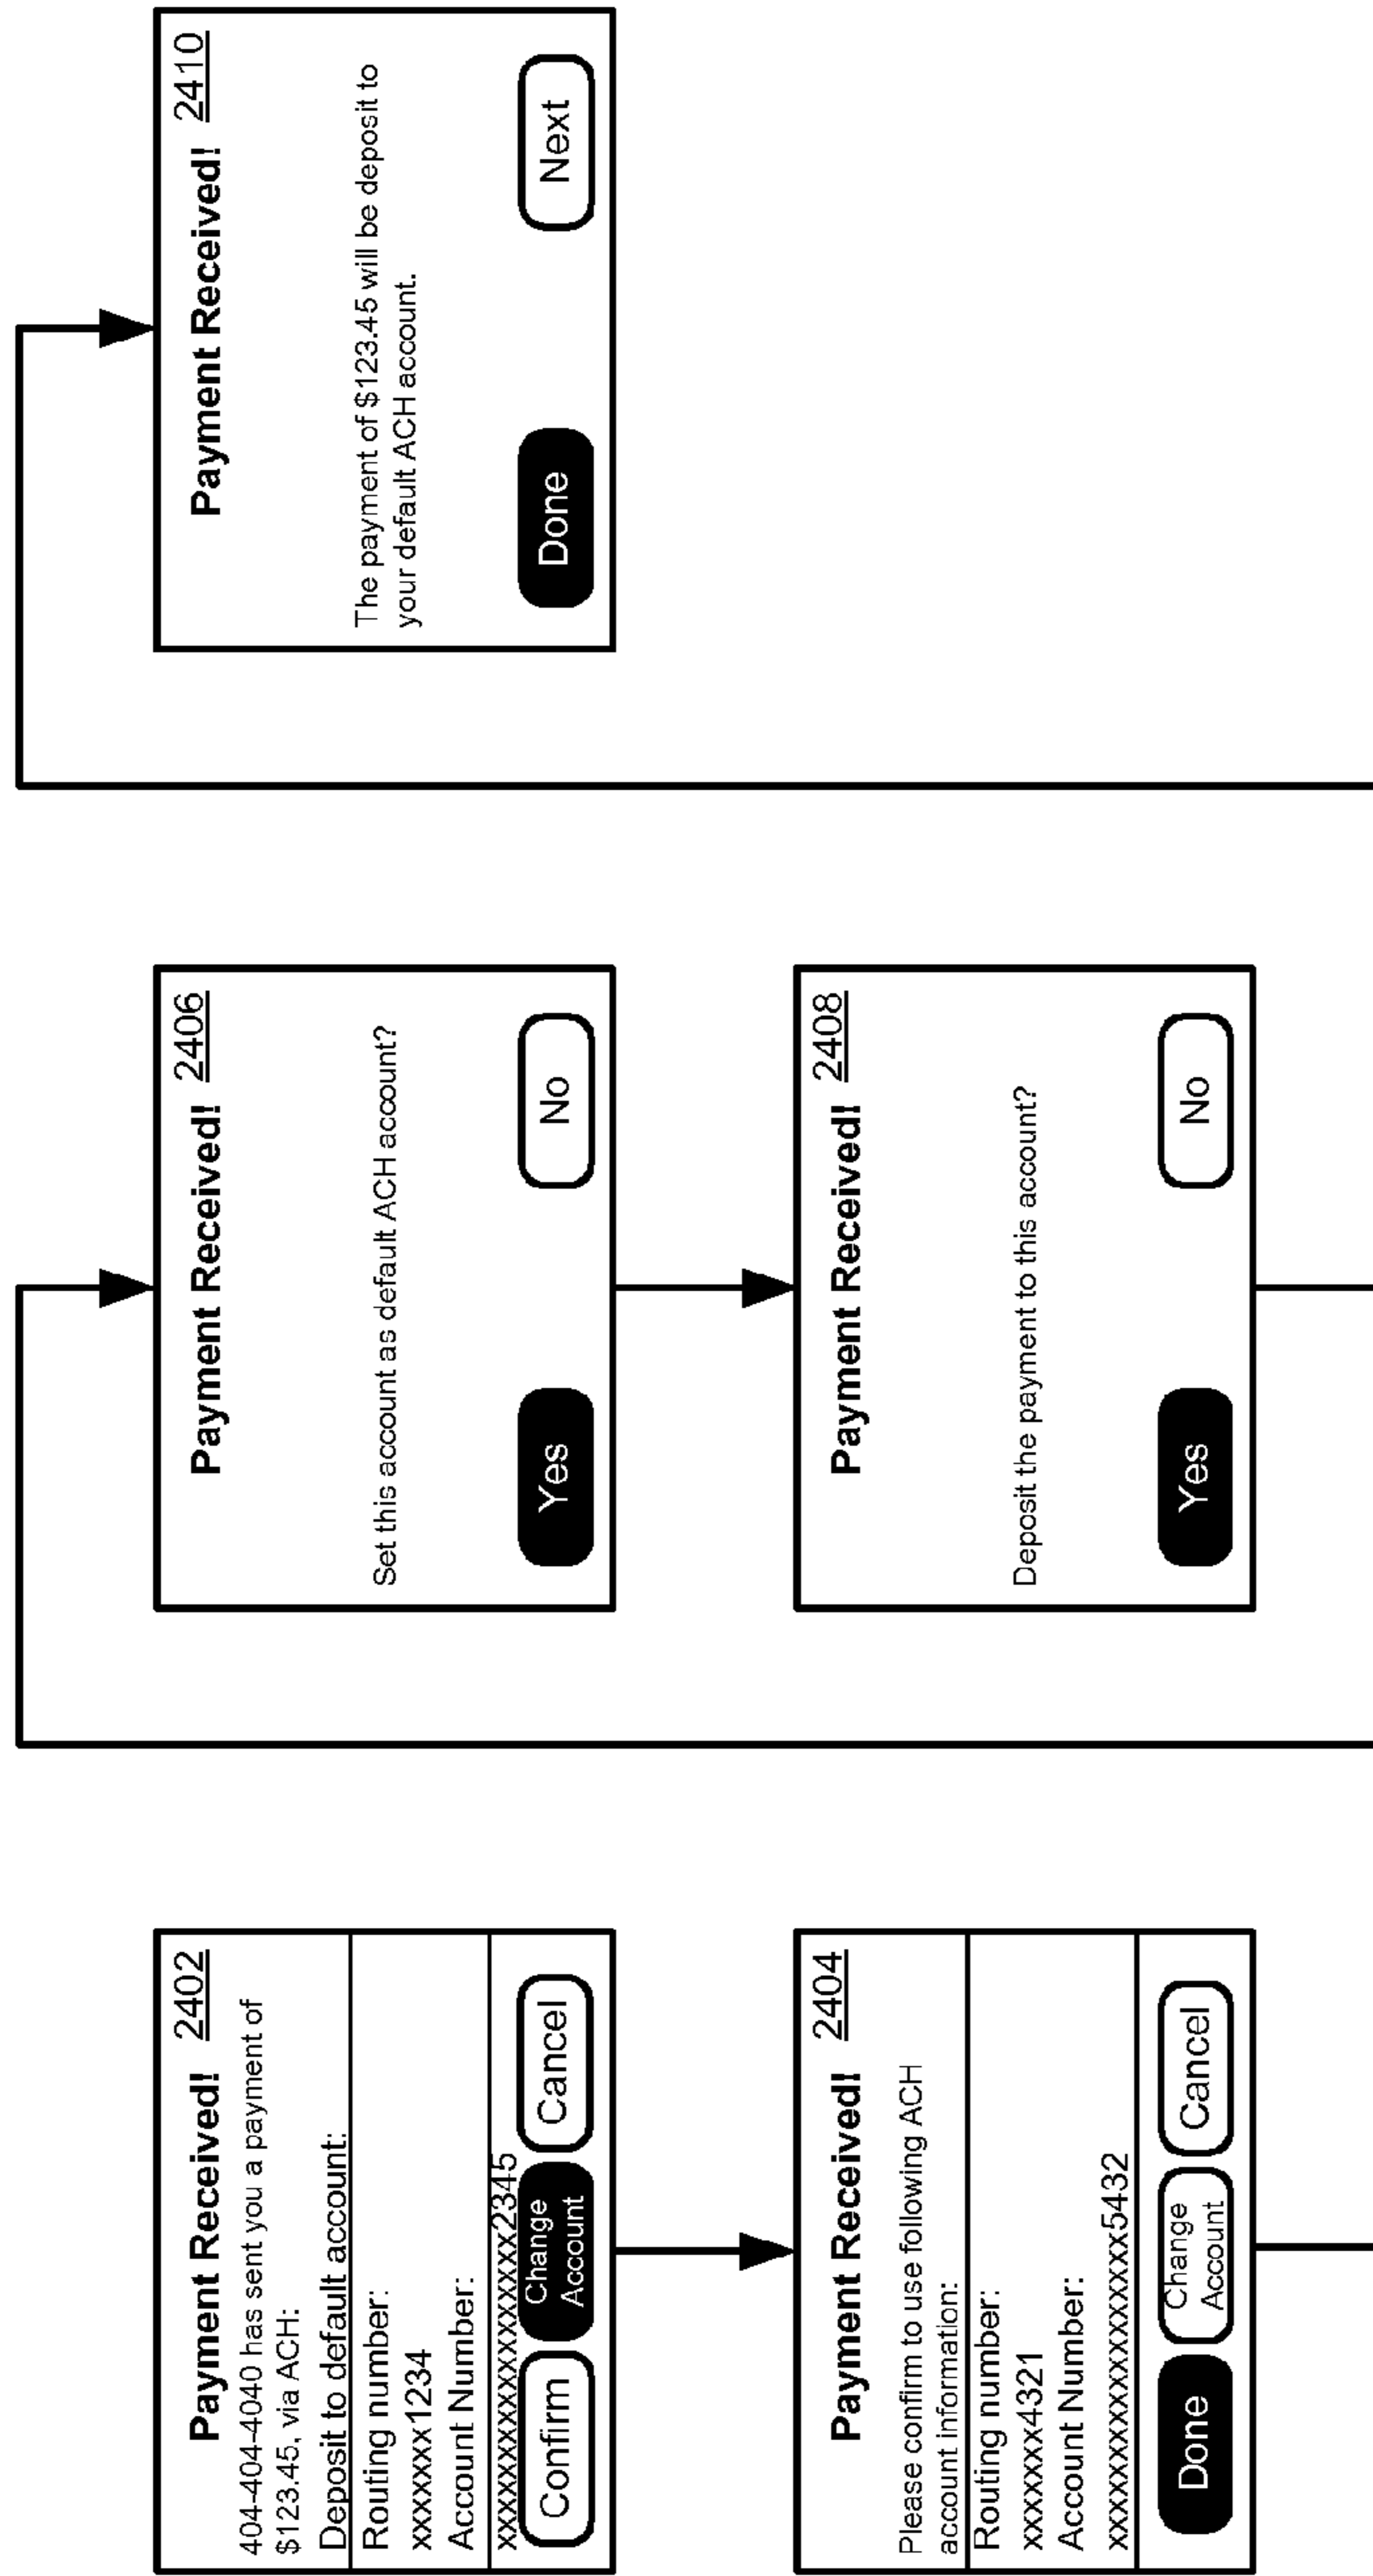 Payment Received! 2402
404-404-4040 has sent you a payment of
$123.45, via ACH:
Deposit to default account:
Routing number:
xxxxxxx1234
Account Number:
xxxxxxxxxxxxxxxxxx2345
Confirm
Change
Account
Cancel
Payment Received! 2404
Please confirm to use following ACH
account information:
Routing number:
xxxxxxx4321
Account Number:
xxxxxxxxxxxxxxxxxx5432
Done
Change
Account
Cancel
Payment Received! 2406
Set this account as default ACH account?
Yes
No
Payment Received! 2408
Deposit the payment to this account?
Yes
No
Payment Received! 2410
The payment of $123.45 will be deposit to
your default ACH account.
Done
Next